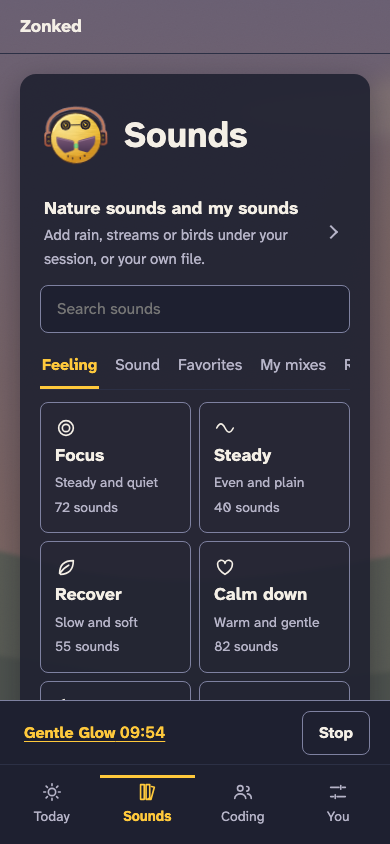 Zonked
Sounds
Nature sounds and my sounds
Add rain, streams or birds under your
session, or your own file.
Search sounds
Feeling Sound Favorites My mixes
Focus
Steady and quiet
72 sounds
Steady
Even and plain
40 sounds
Recover
Slow and soft
55 sounds
Calm down
Warm and gentle
82 sounds
Gentle Glow 09:54
Stop
Today
Sounds
Coding
You